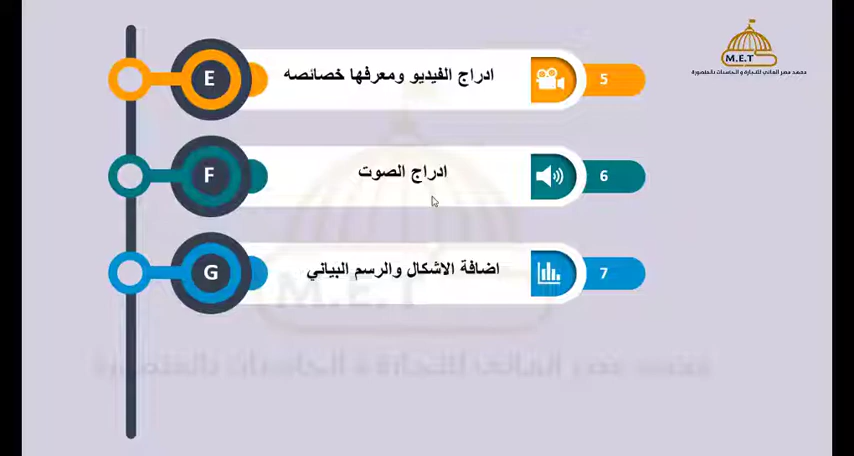 M.E.T
معهد مصر العالي للتجارة و الحاسبات بالمنصورة
E ادراج الفيديو ومعرفها خصائصه 5
F ادراج الصوت 6
G اضافة الاشكال والرسم البياني 7
M.E.T